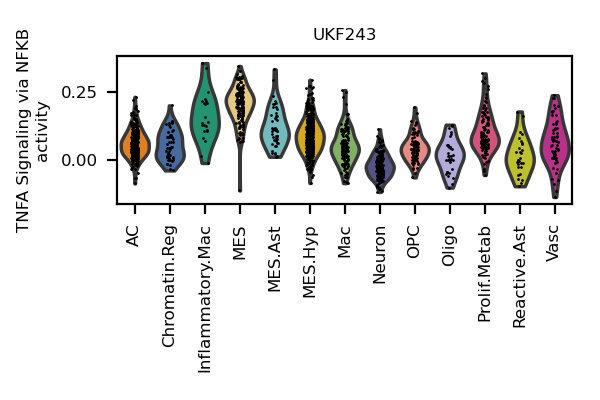 UKF243
TNFA Signaling via NFKB
activity
0.25
0.00
AC
Chromatin.Reg
Inflammatory.Mac
MES
MES.Ast
MES.Hyp
Mac
Neuron
OPC
Oligo
Prolif.Metab
Reactive.Ast
Vasc